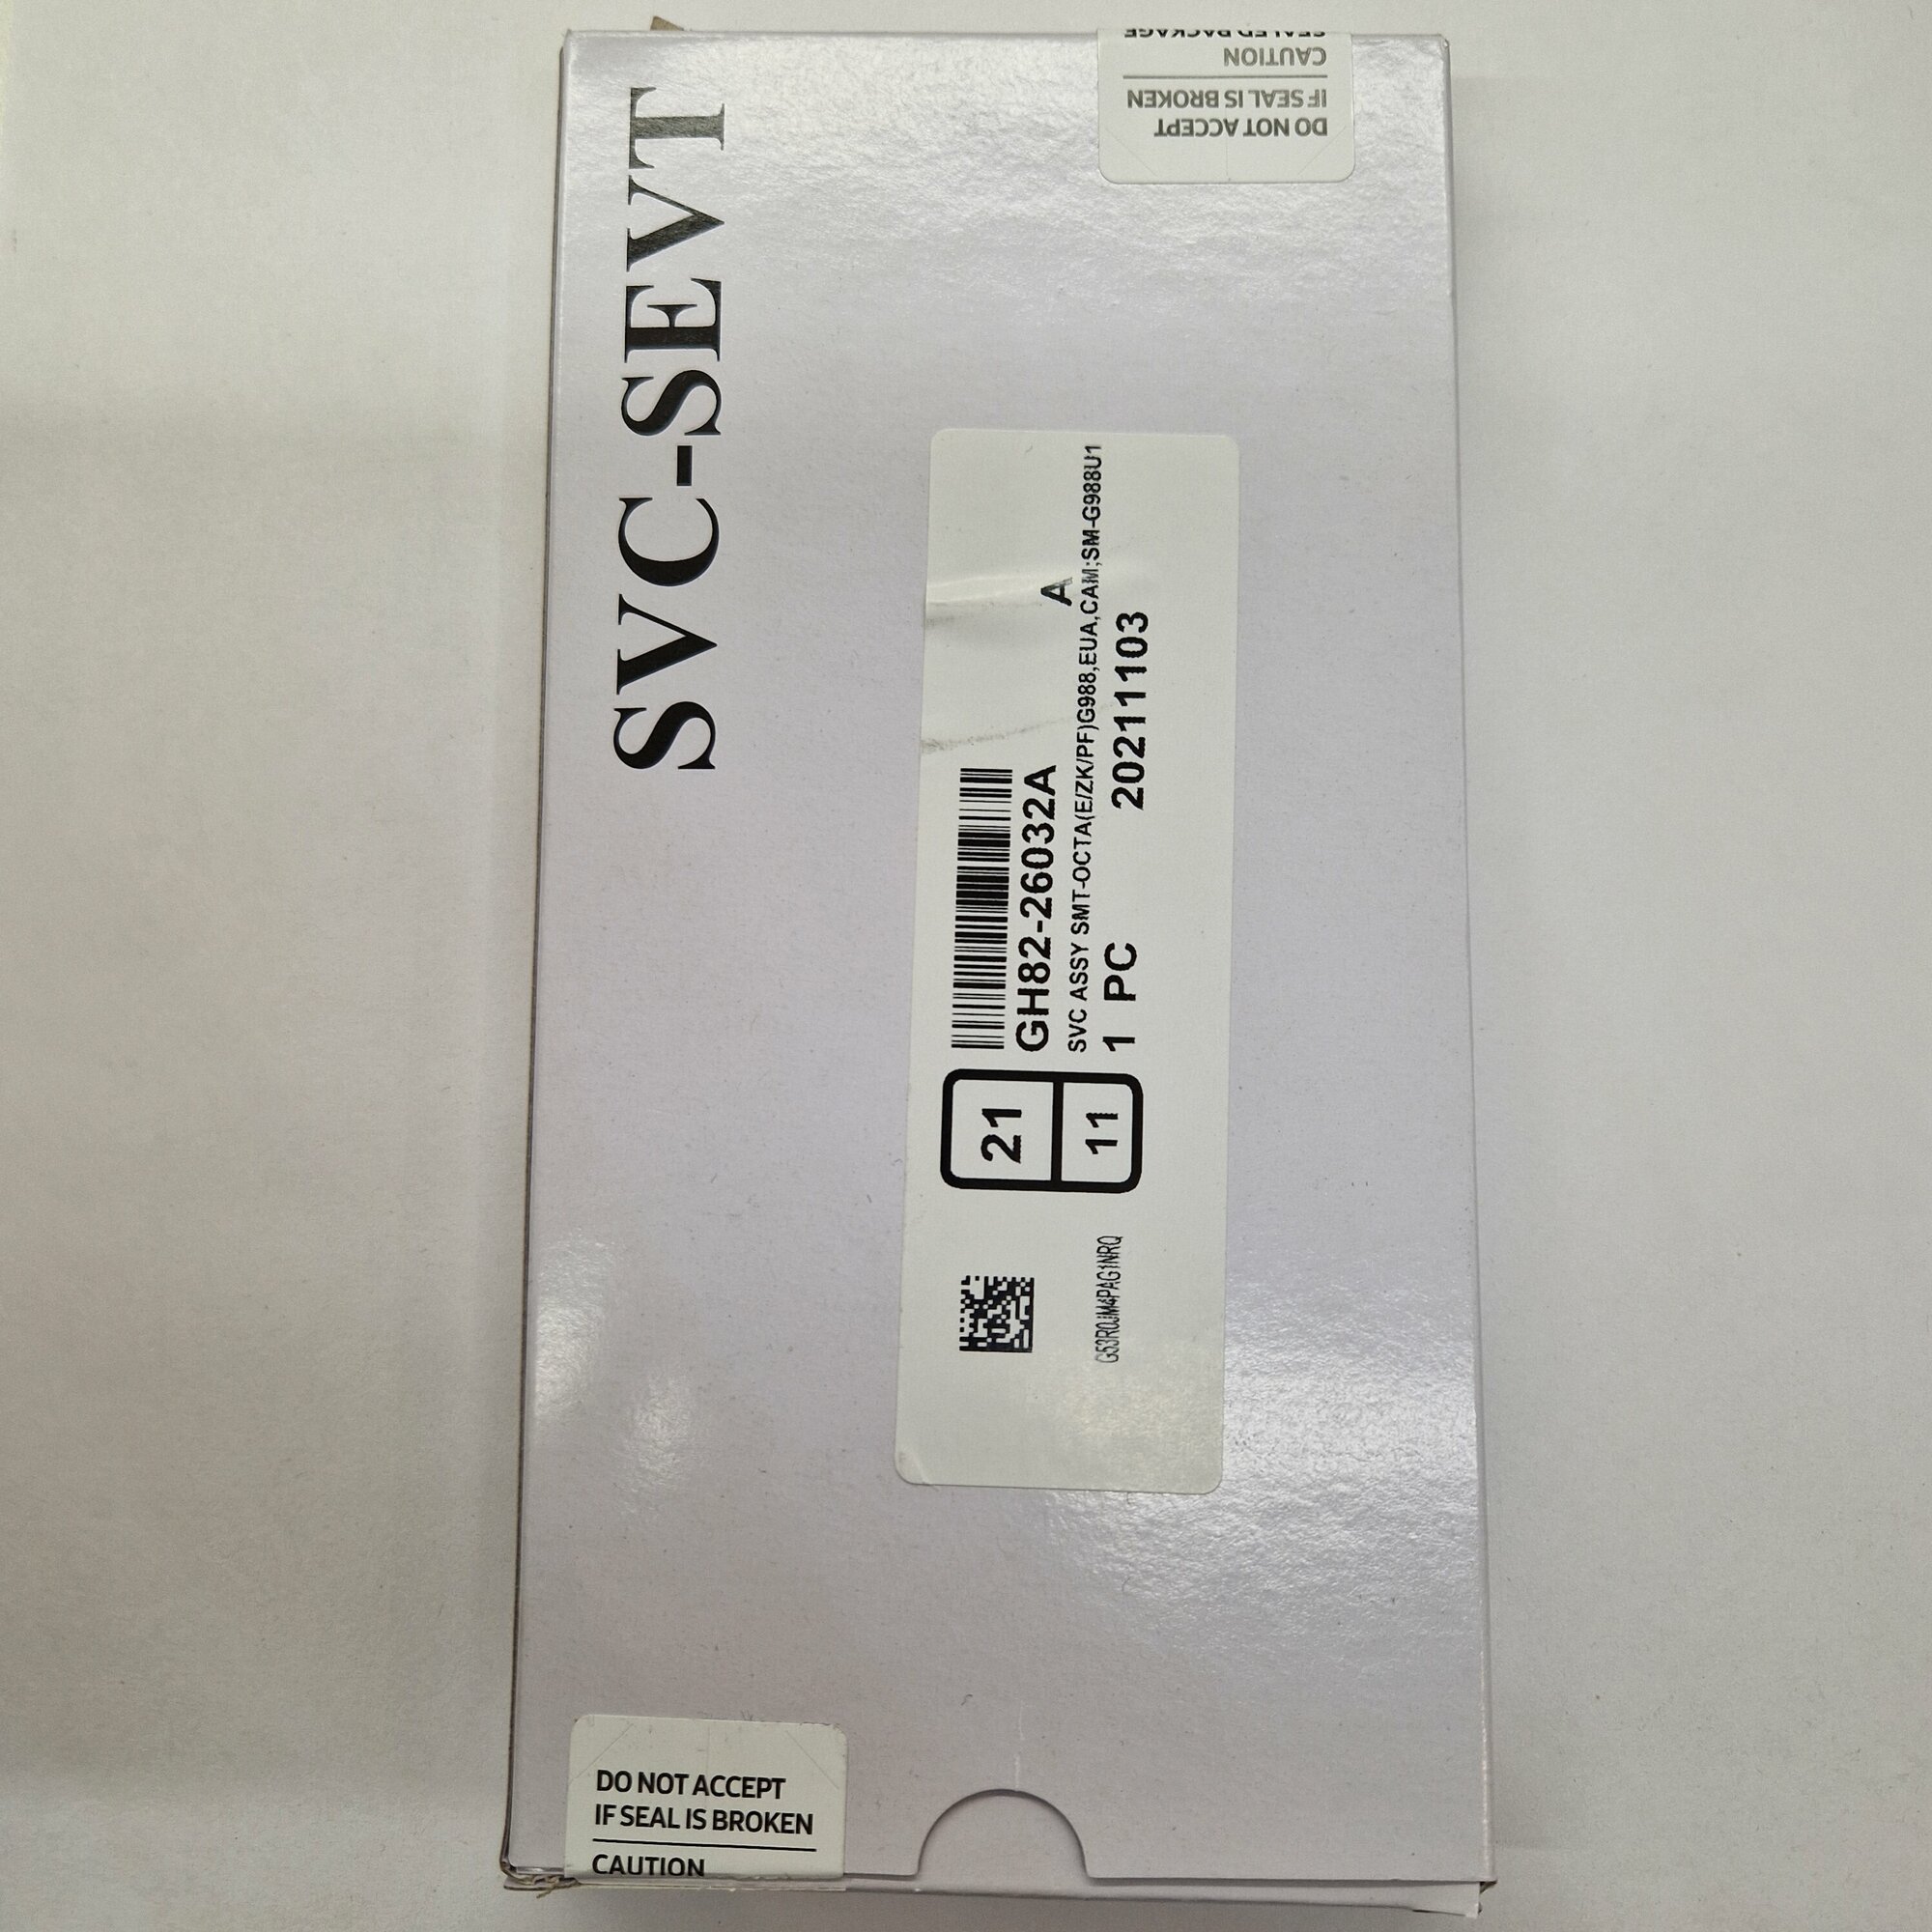 SVC-SEVT
GH82-26032A A
SVC ASSY SMT-OCTA(E/ZK/PF)G988,EUA,CAM;SM-G988U1
1 PC 20211103
21
11
G53R0JM4PAG1NRQ
DO NOT ACCEPT
IF SEAL IS BROKEN
CAUTION
SEALED PACKAGE
DO NOT ACCEPT
IF SEAL IS BROKEN
CAUTION